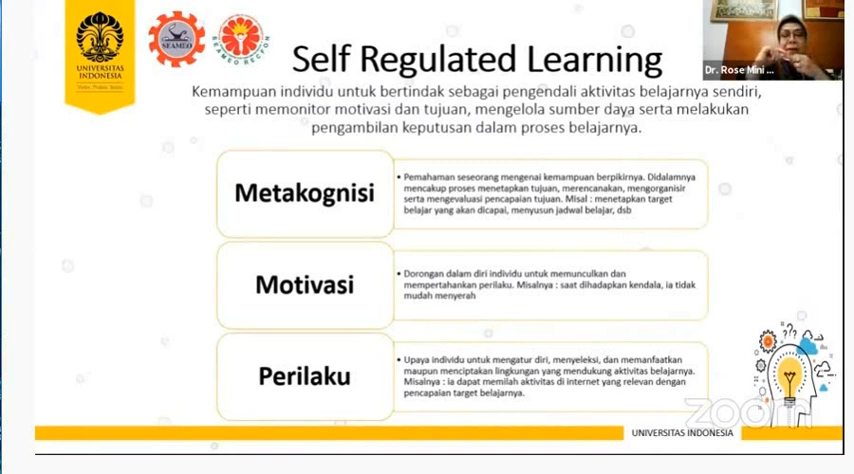 UNIVERSITAS
INDONESIA
SEAMEO
SEAMEO RECFON
Self Regulated Learning
Dr. Rose Mini ...
Kemampuan individu untuk bertindak sebagai pengendali aktivitas belajarnya sendiri,
seperti memonitor motivasi dan tujuan, mengelola sumber daya serta melakukan
pengambilan keputusan dalam proses belajarnya.
Metakognisi
• Pemahaman seseorang mengenai kemampuan berpikirnya. Didalamnya
mencakup proses menetapkan tujuan, merencanakan, mengorganisir
serta mengevaluasi pencapaian tujuan. Misal : menetapkan target
belajar yang akan dicapai, menyusun jadwal belajar, dsb
Motivasi
• Dorongan dalam diri individu untuk memunculkan dan
mempertahankan perilaku. Misalnya : saat dihadapkan kendala, ia tidak
mudah menyerah
Perilaku
• Upaya individu untuk mengatur diri, menyeleksi, dan memanfaatkan
maupun menciptakan lingkungan yang mendukung aktivitas belajarnya.
Misalnya : ia dapat memilah aktivitas di internet yang relevan dengan
pencapaian target belajarnya.
???
zoom
UNIVERSITAS INDONESIA